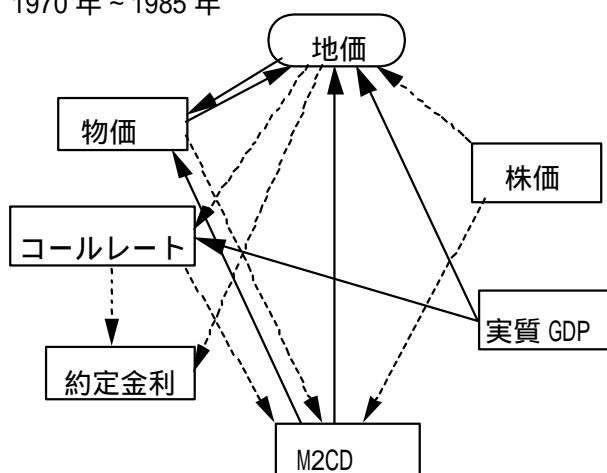 1970 年 ~ 1985 年
地価
物価
株価
コールレート
実質 GDP
約定金利
M2CD